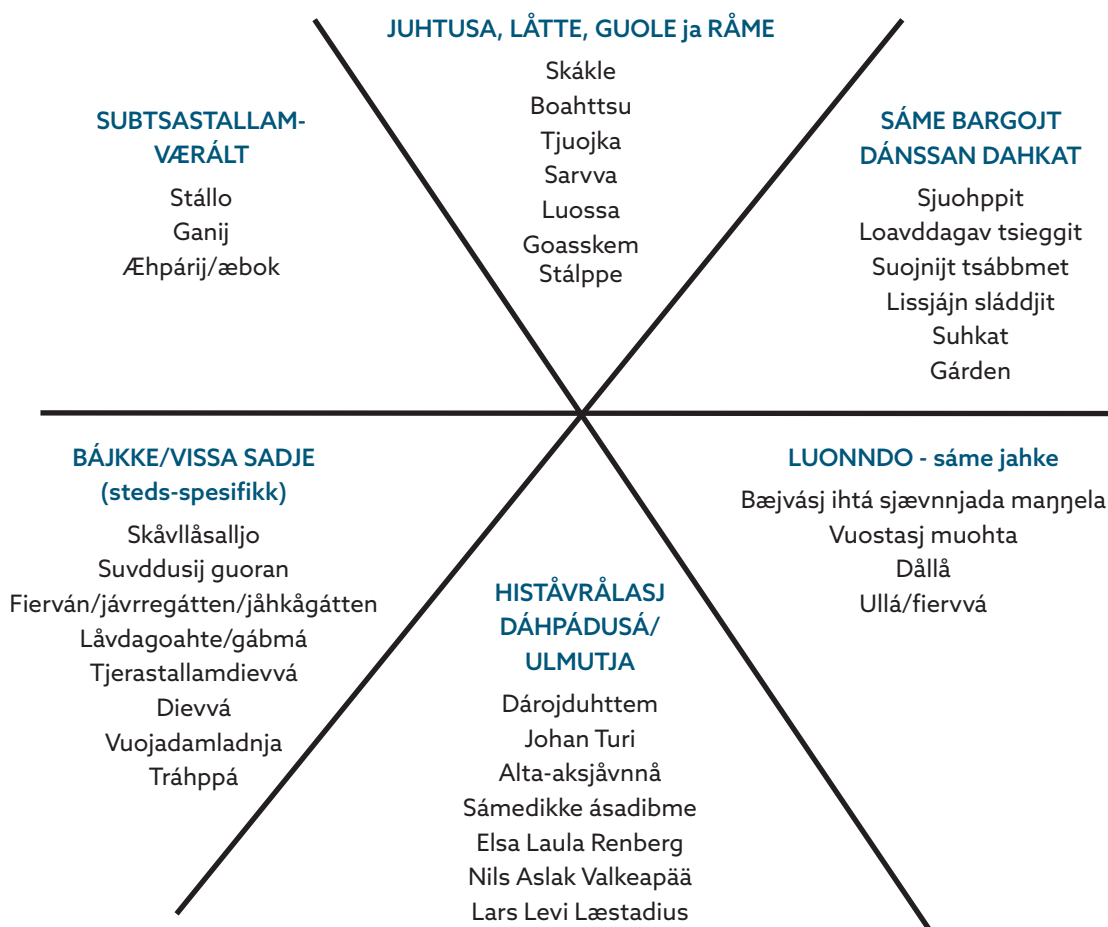 JUHTUSA, LÅTTE, GUOLE ja RÅME
Skákle
Boahttsu
Tjuojka
Sarvva
Luossa
Goasskem
Stálppe
SUBTSASTALLAM-
VÆRÁLT
Stállo
Ganij
Æhpárij/æbok
SÁME BARGOJT
DÁNSSAN DAHKAT
Sjuohppit
Loavddagav tsieggit
Suojnijt tsábbmet
Lissjájn sláddjit
Suhkat
Gárden
BÁJKKE/VISSA SADJE
(steds-spesifikk)
Skåvllåsalljo
Suvddusij guoran
Fierván/jávrregátten/jåhkågátten
Låvdagoahte/gábmá
Tjerastallamdievvá
Dievvá
Vuojadamladnja
Tráhppá
HISTÅVRÅLASJ
DÁHPÁDUSÁ/
ULMUTJA
Dárojduhttem
Johan Turi
Alta-aksjåvnnå
Sámedikke ásadibme
Elsa Laula Renberg
Nils Aslak Valkeapää
Lars Levi Læstadius
LUONNDO - sáme jahke
Bæjvásj ihtá sjævnnjada maŋŋela
Vuostasj muohta
Dållå
Ullá/fiervvá